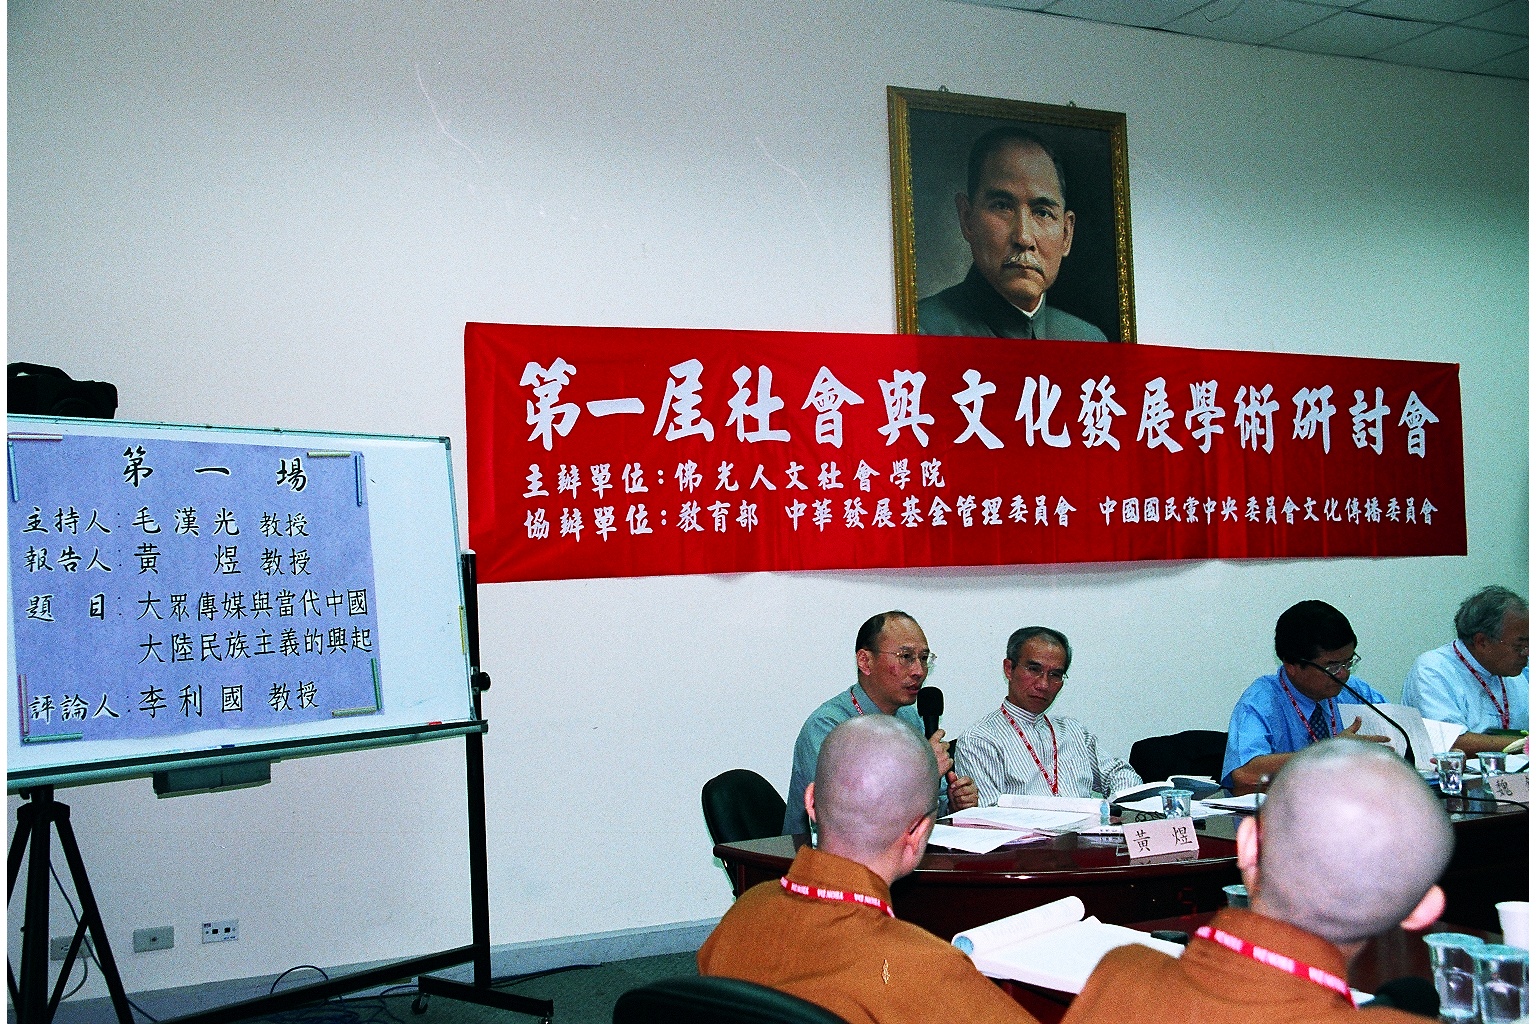 第一屆社會與文化發展學術研討會
主辦單位：佛光人文社會學院
協辦單位：教育部 中華發展基金管理委員會 中國國民黨中央委員會文化傳播委員會
第一場
主持人：毛漢光 教授
報告人：黃 煜 教授
題 目：大眾傳媒與當代中國
大陸民族主義的興起
評論人：李利國 教授
黃 煜
魏